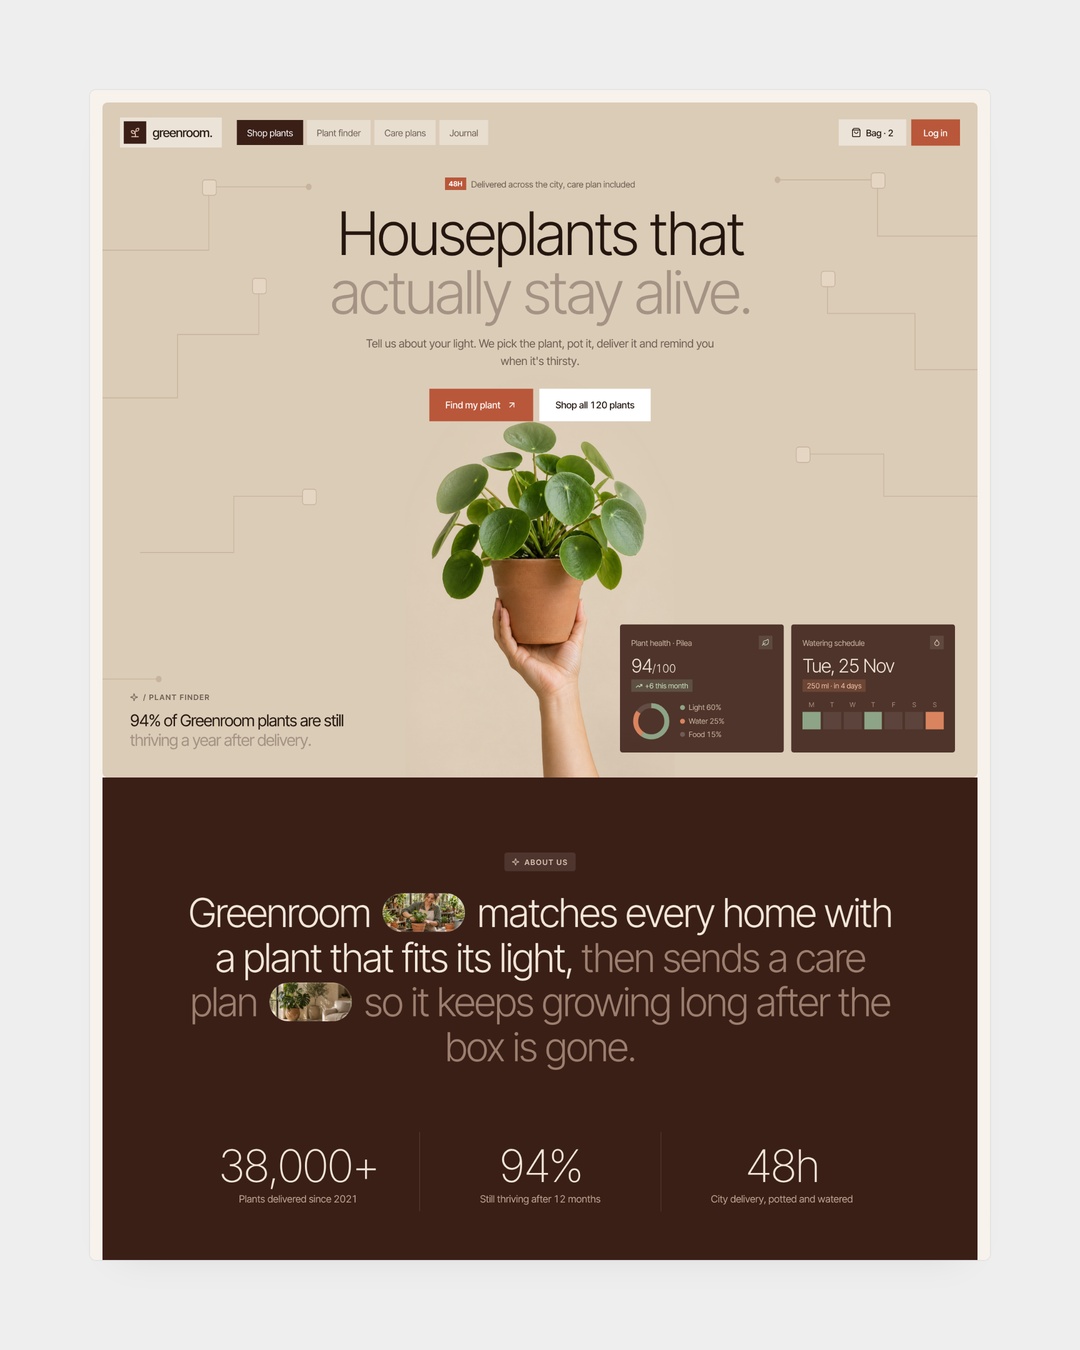 greenroom.
Shop plants
Plant finder
Care plans
Journal
Bag · 2
Log in
48H Delivered across the city, care plan included
Houseplants that
actually stay alive.
Tell us about your light. We pick the plant, pot it, deliver it and remind you
when it's thirsty.
Find my plant
Shop all 120 plants
/ PLANT FINDER
94% of Greenroom plants are still
thriving a year after delivery.
Plant health · Pilea
94/100
+6 this month
Light 60%
Water 25%
Food 15%
Watering schedule
Tue, 25 Nov
250 ml · in 4 days
M T W T F S S
ABOUT US
Greenroom matches every home with
a plant that fits its light, then sends a care
plan so it keeps growing long after the
box is gone.
38,000+
Plants delivered since 2021
94%
Still thriving after 12 months
48h
City delivery, potted and watered